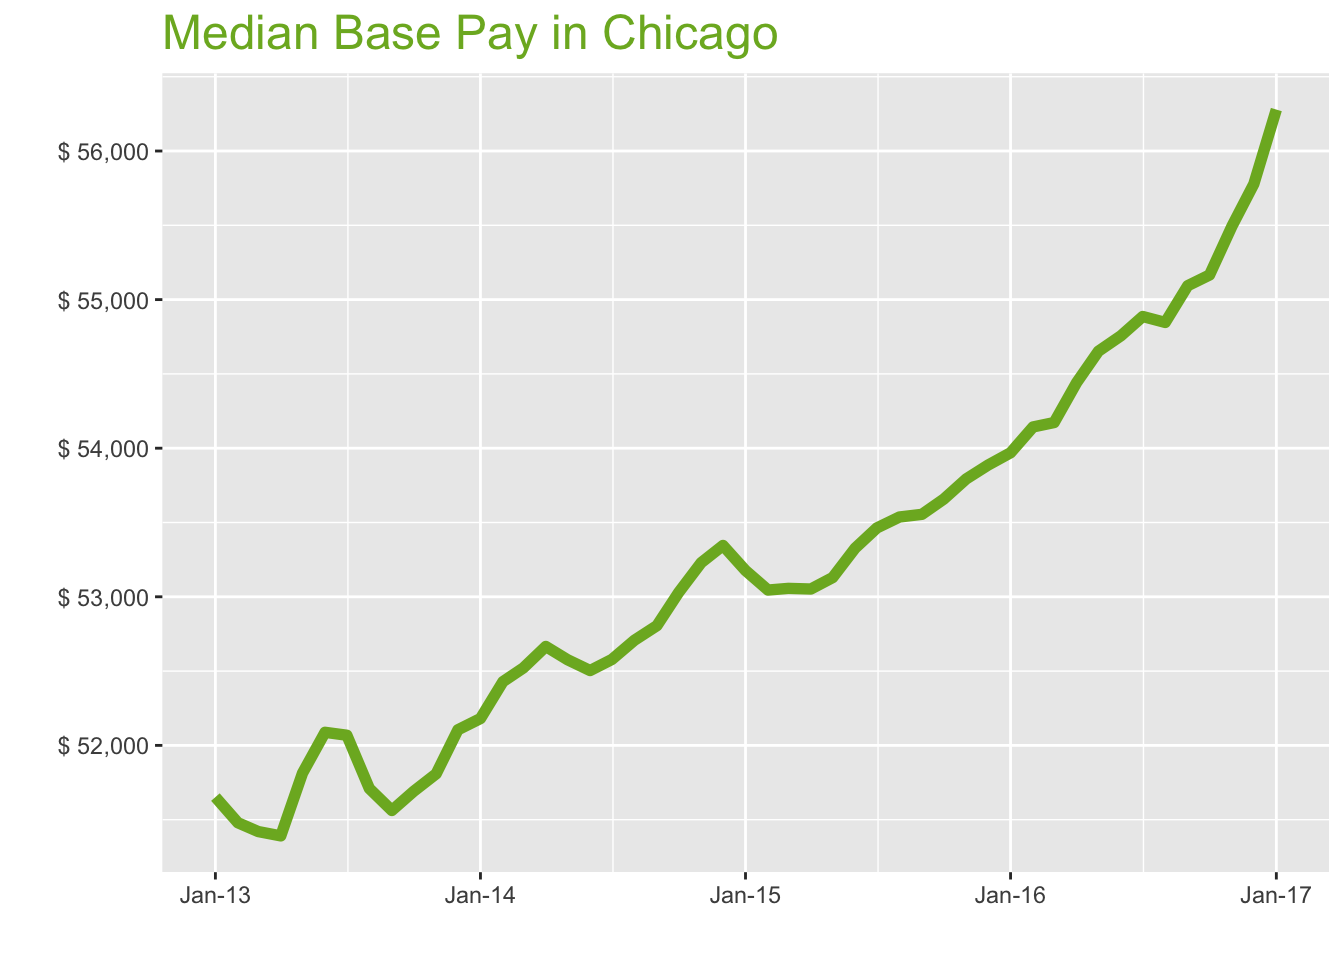 Median Base Pay in Chicago
$ 56,000
$ 55,000
$ 54,000
$ 53,000
$ 52,000
Jan-13 Jan-14 Jan-15 Jan-16 Jan-17